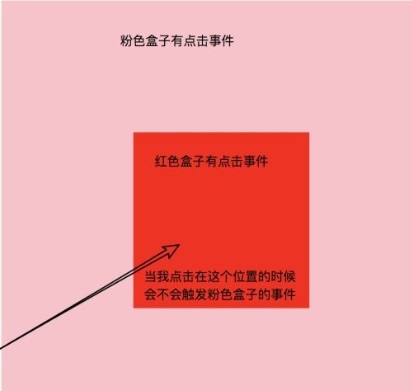 粉色盒子有点击事件
红色盒子有点击事件
当我点击在这个位置的时候
会不会触发粉色盒子的事件